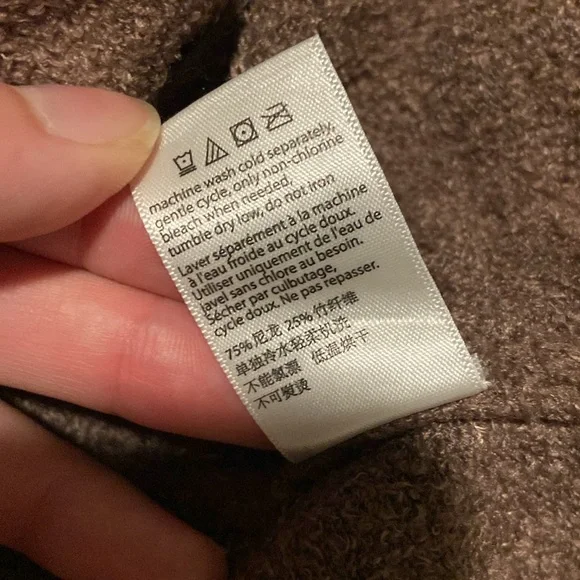 machine wash cold separately,
gentle cycle, only non-chlorine
bleach when needed,
tumble dry low, do not iron
Laver séparément à la machine
à l'eau froide au cycle doux.
Utiliser uniquement de l'eau de
javel sans chlore au besoin.
Sécher par culbutage,
cycle doux. Ne pas repasser.
75%尼龙 25%竹纤维
单独冷水轻柔机洗
不能氯漂 低温烘干
不可熨烫